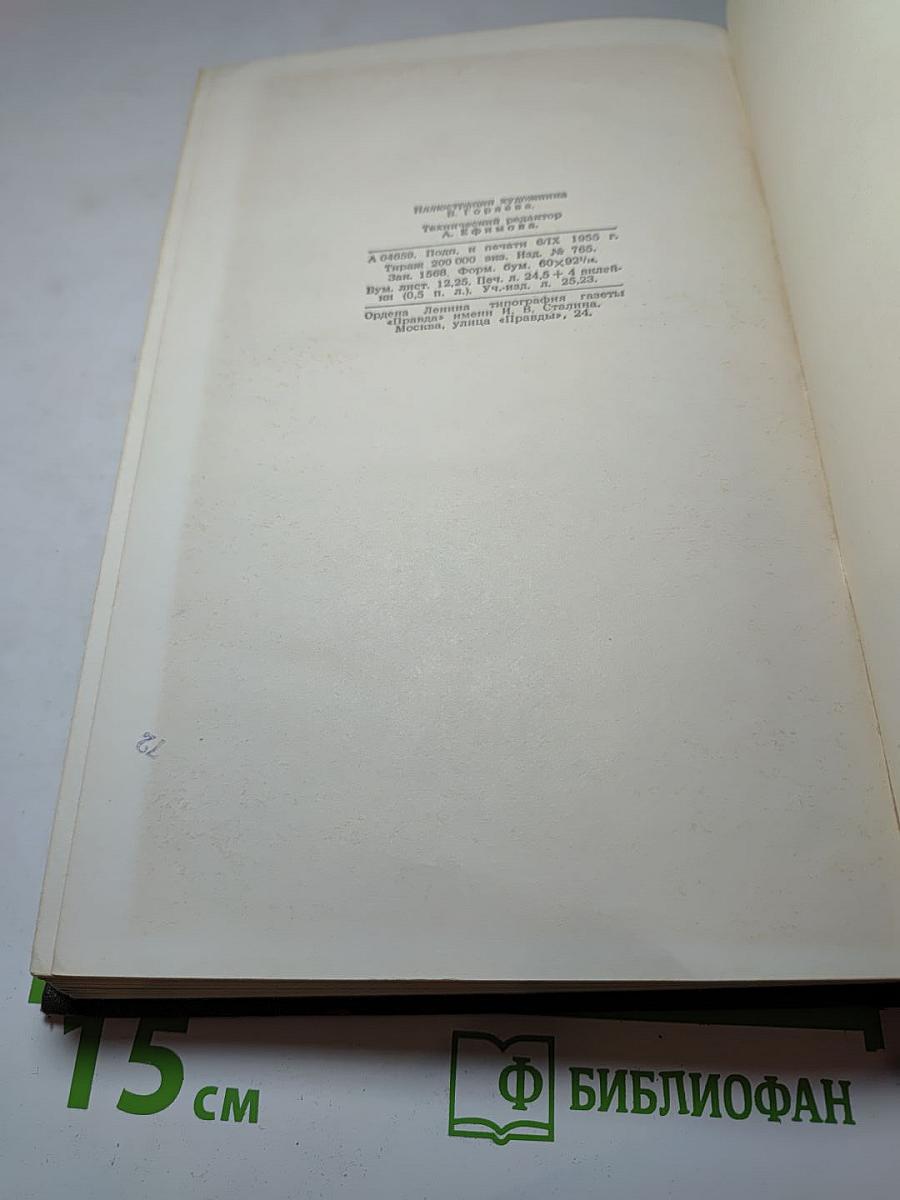 Иллюстрации художника
В. Горяева.
Технический редактор
А. Ефимова.
А 04659. Подп. к печати 6/IX 1955 г.
Тираж 200 000 экз. Изд. № 765.
Зак. 1568. Форм. бум. 60×92¹/₁₆.
Бум. лист. 12,25. Печ. л. 24,5 + 4 вклей-
ки (0,5 п. л.). Уч.-изд. л. 25,23.
Ордена Ленина типография газеты
«Правда» имени И. В. Сталина.
Москва, улица «Правды», 24.
15 см
Ф БИБЛИОФАН